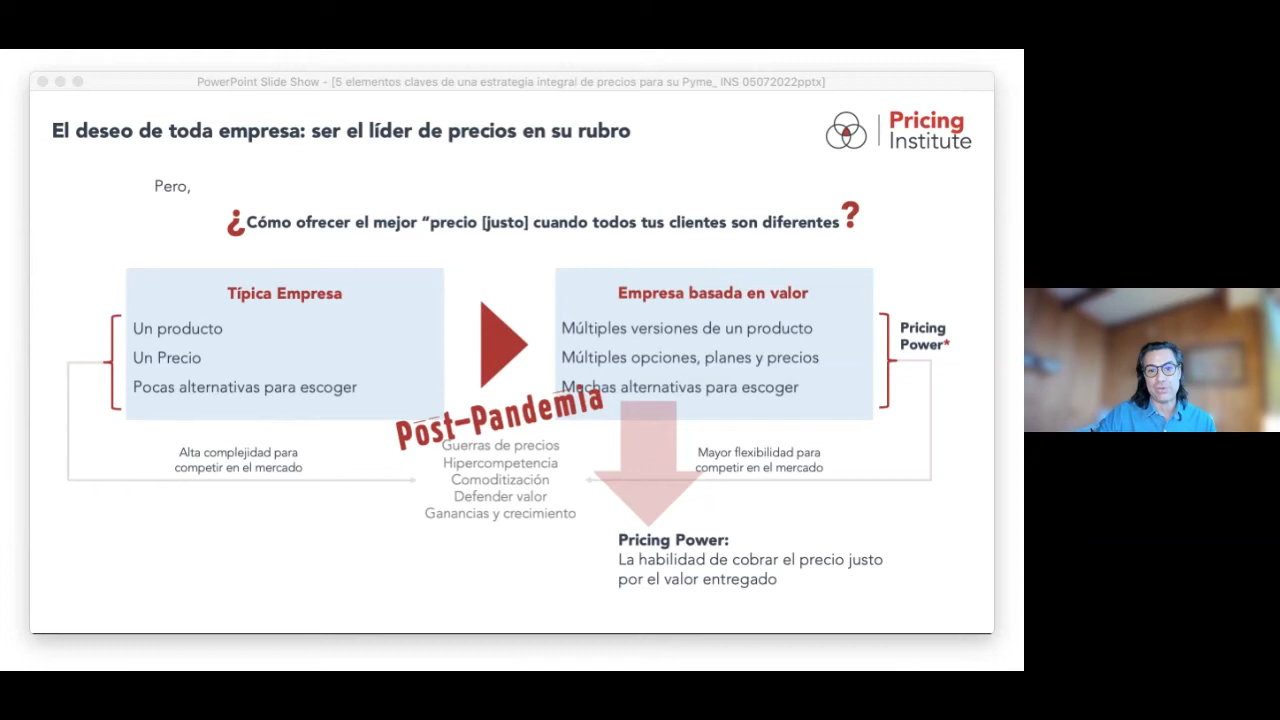 PowerPoint Slide Show - [5 elementos claves de una estrategia integral de precios para su Pyme_ INS 05072022pptx]
El deseo de toda empresa: ser el líder de precios en su rubro
Pricing
Institute
Pero,
¿Cómo ofrecer el mejor “precio [justo] cuando todos tus clientes son diferentes?
Típica Empresa
Un producto
Un Precio
Pocas alternativas para escoger
Empresa basada en valor
Múltiples versiones de un producto
Múltiples opciones, planes y precios
Muchas alternativas para escoger
Pricing
Power*
Post-Pandemia
Alta complejidad para
competir en el mercado
Guerras de precios
Hipercompetencia
Comoditización
Defender valor
Ganancias y crecimiento
Mayor flexibilidad para
competir en el mercado
Pricing Power:
La habilidad de cobrar el precio justo
por el valor entregado